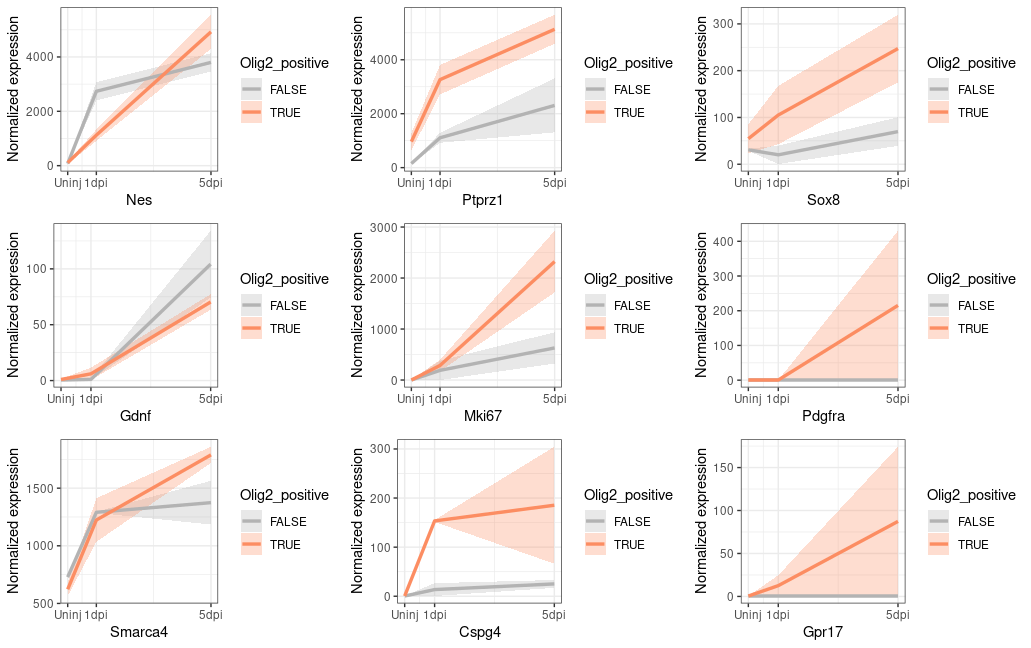 Normalized expression
4000
2000
0
Uninj 1dpi 5dpi
Nes
Olig2_positive
FALSE
TRUE
Normalized expression
4000
2000
0
Uninj 1dpi 5dpi
Ptprz1
Olig2_positive
FALSE
TRUE
Normalized expression
300
200
100
0
Uninj 1dpi 5dpi
Sox8
Olig2_positive
FALSE
TRUE
Normalized expression
100
50
0
Uninj 1dpi 5dpi
Gdnf
Olig2_positive
FALSE
TRUE
Normalized expression
3000
2000
1000
0
Uninj 1dpi 5dpi
Mki67
Olig2_positive
FALSE
TRUE
Normalized expression
400
300
200
100
0
Uninj 1dpi 5dpi
Pdgfra
Olig2_positive
FALSE
TRUE
Normalized expression
1500
1000
500
Uninj 1dpi 5dpi
Smarca4
Olig2_positive
FALSE
TRUE
Normalized expression
300
200
100
0
Uninj 1dpi 5dpi
Cspg4
Olig2_positive
FALSE
TRUE
Normalized expression
150
100
50
0
Uninj 1dpi 5dpi
Gpr17
Olig2_positive
FALSE
TRUE